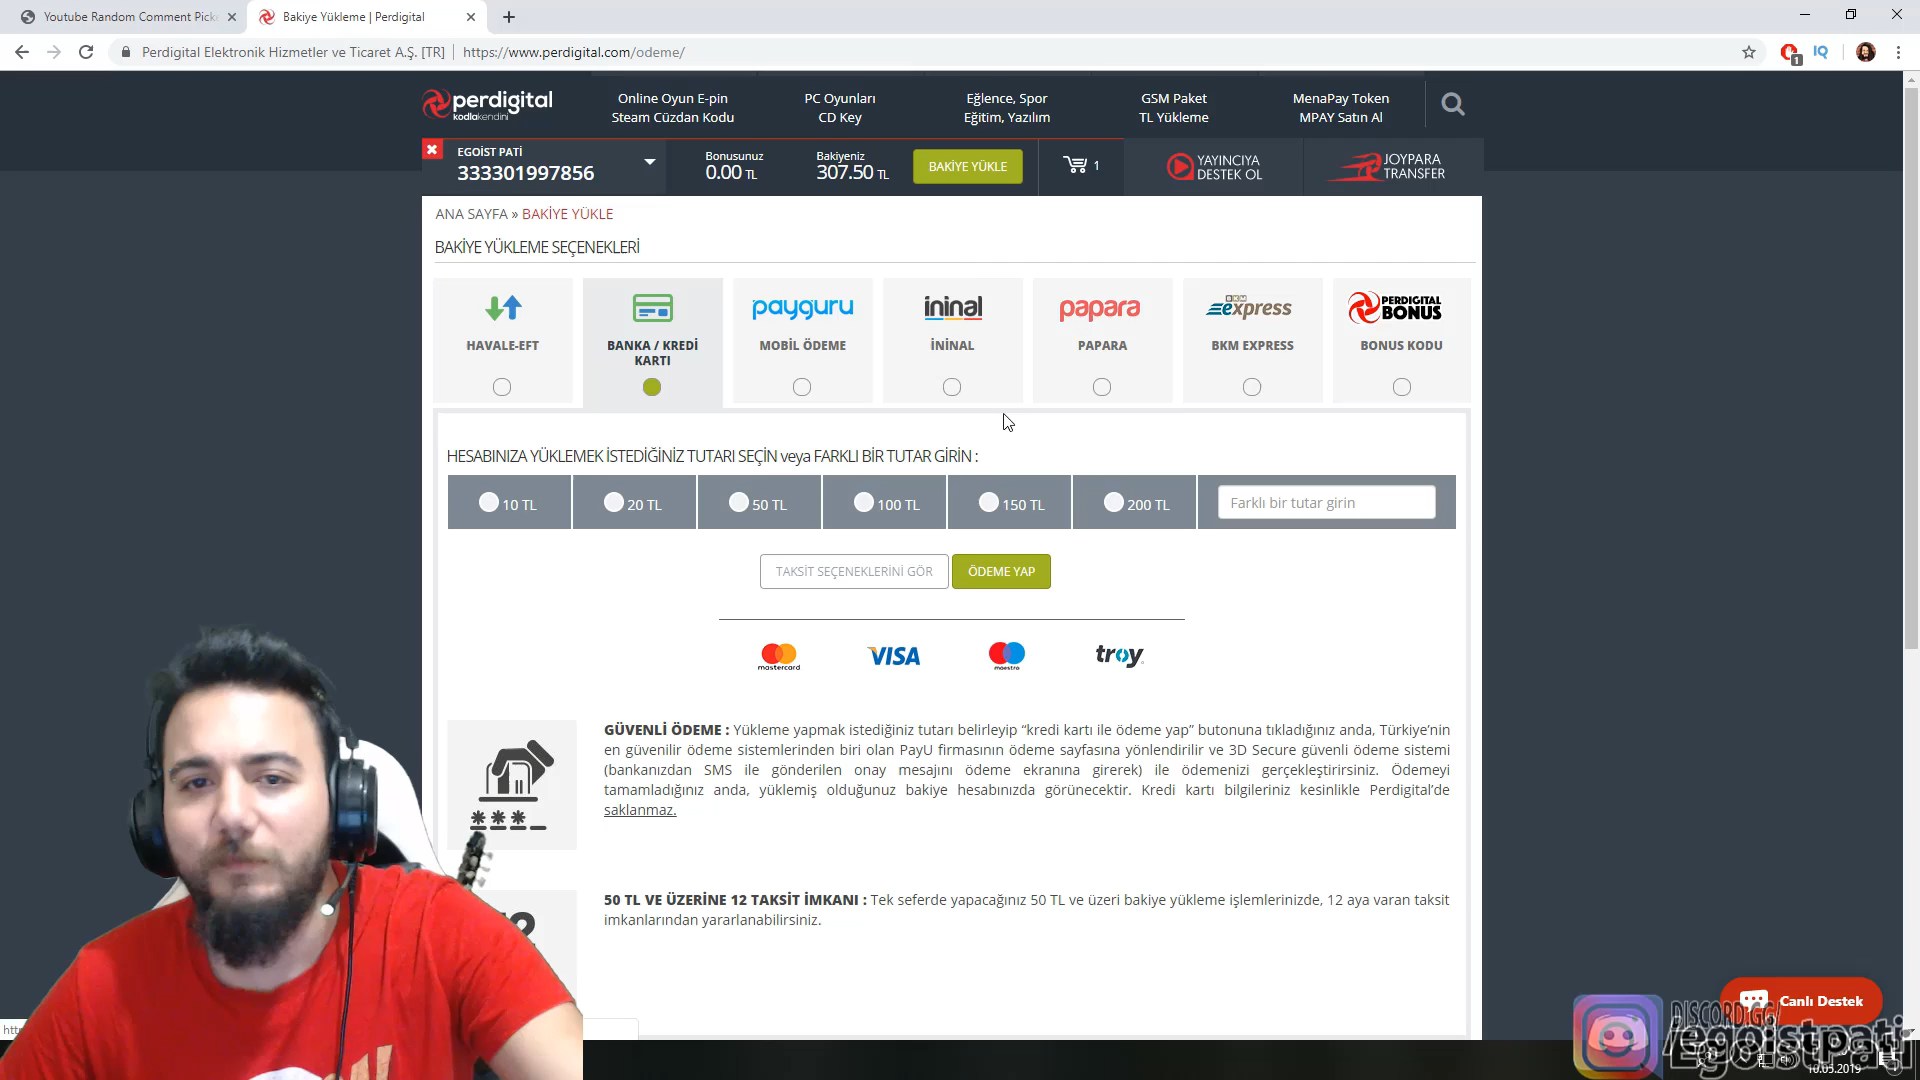 Youtube Random Comment Pick
Bakiye Yükleme | Perdigital
Perdigital Elektronik Hizmetler ve Ticaret A.Ş. [TR]
https://www.perdigital.com/odeme/
1
IQ
perdigital
kodlakendini
Online Oyun E-pin
Steam Cüzdan Kodu
PC Oyunları
CD Key
Eğlence, Spor
Eğitim, Yazılım
GSM Paket
TL Yükleme
MenaPay Token
MPAY Satın Al
EGOİST PATİ
333301997856
Bonusunuz
0.00 TL
Bakiyeniz
307.50 TL
BAKİYE YÜKLE
1
YAYINCIYA
DESTEK OL
JOYPARA
TRANSFER
ANA SAYFA » BAKİYE YÜKLE
BAKİYE YÜKLEME SEÇENEKLERİ
HAVALE-EFT
BANKA / KREDİ
KARTI
payguru
MOBİL ÖDEME
ininal
İNİNAL
papara
PAPARA
BKM
express
BKM EXPRESS
PERDIGITAL
BONUS
BONUS KODU
HESABINIZA YÜKLEMEK İSTEDİĞİNİZ TUTARI SEÇİN veya FARKLI BİR TUTAR GİRİN :
10 TL
20 TL
50 TL
100 TL
150 TL
200 TL
Farklı bir tutar girin
TAKSİT SEÇENEKLERİNİ GÖR
ÖDEME YAP
mastercard
VISA
maestro
troy
GÜVENLİ ÖDEME : Yükleme yapmak istediğiniz tutarı belirleyip “kredi kartı ile ödeme yap” butonuna tıkladığınız anda, Türkiye’nin
en güvenilir ödeme sistemlerinden biri olan PayU firmasının ödeme sayfasına yönlendirilir ve 3D Secure güvenli ödeme sistemi
(bankanızdan SMS ile gönderilen onay mesajını ödeme ekranına girerek) ile ödemenizi gerçekleştirirsiniz. Ödemeyi
tamamladığınız anda, yüklemiş olduğunuz bakiye hesabınızda görünecektir. Kredi kartı bilgileriniz kesinlikle Perdigital’de
saklanmaz.
50 TL VE ÜZERİNE 12 TAKSİT İMKANI : Tek seferde yapacağınız 50 TL ve üzeri bakiye yükleme işlemlerinizde, 12 aya varan taksit
imkanlarından yararlanabilirsiniz.
Canlı Destek
DISCORD.GG/
/egoistpati
10.05.2019